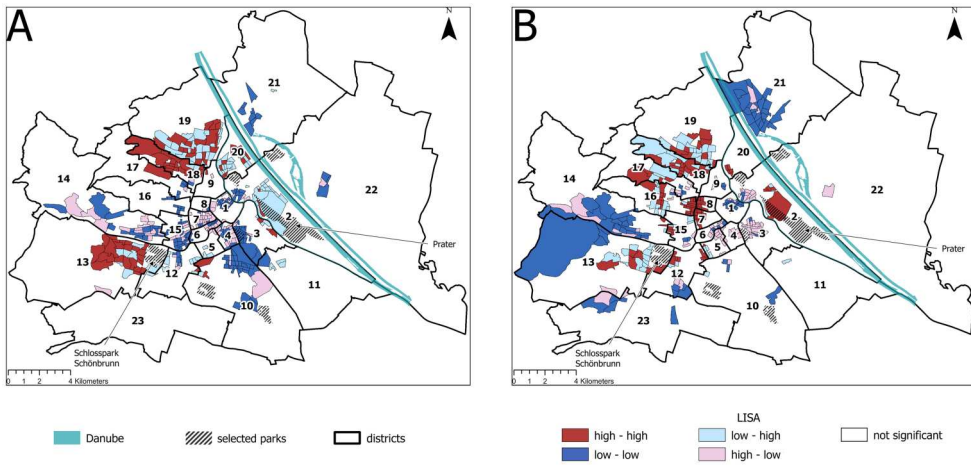 A
N
21
19
20
17
18
9
14
22
16
8
1
2
15
7
6
4
3
5
Prater
13
12
11
10
23
Schlosspark
Schönbrunn
0 1 2 4 Kilometers
B
N
21
19
20
17
18
9
14
22
16
8
1
7
2
15
6
4
3
5
Prater
13
12
11
10
23
Schlosspark
Schönbrunn
0 1 2 4 Kilometers
Danube
selected parks
districts
LISA
high - high
low - high
not significant
low - low
high - low